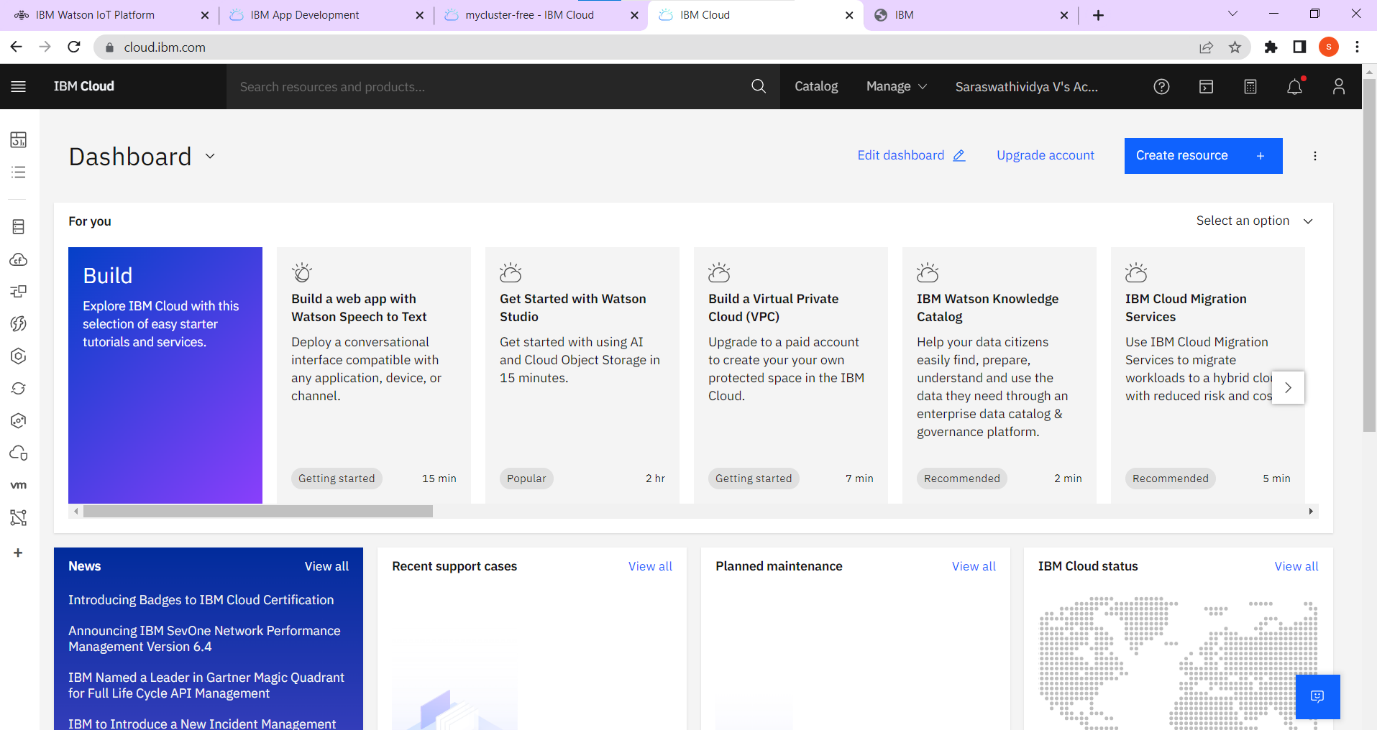 IBM Watson IoT Platform
IBM App Development
mycluster-free - IBM Cloud
IBM Cloud
IBM
cloud.ibm.com
S
IBM Cloud
Search resources and products...
Catalog
Manage
Saraswathividya V's Ac...
Dashboard
Edit dashboard
Upgrade account
Create resource +
For you
Select an option
Build
Explore IBM Cloud with this
selection of easy starter
tutorials and services.
Build a web app with
Watson Speech to Text
Deploy a conversational
interface compatible with
any application, device, or
channel.
Getting started
15 min
Get Started with Watson
Studio
Get started with using AI
and Cloud Object Storage in
15 minutes.
Popular
2 hr
Build a Virtual Private
Cloud (VPC)
Upgrade to a paid account
to create your your own
protected space in the IBM
Cloud.
Getting started
7 min
IBM Watson Knowledge
Catalog
Help your data citizens
easily find, prepare,
understand and use the
data they need through an
enterprise data catalog &
governance platform.
Recommended
2 min
IBM Cloud Migration
Services
Use IBM Cloud Migration
Services to migrate
workloads to a hybrid clo
with reduced risk and cos
Recommended
5 min
vm
News
View all
Introducing Badges to IBM Cloud Certification
Announcing IBM SevOne Network Performance
Management Version 6.4
IBM Named a Leader in Gartner Magic Quadrant
for Full Life Cycle API Management
IBM to Introduce a New Incident Management
Recent support cases
View all
Planned maintenance
View all
IBM Cloud status
View all